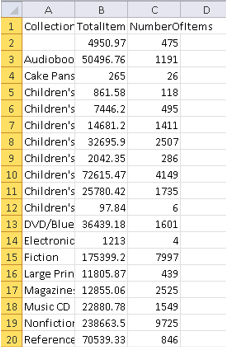 A B C D
1 Collection TotalItem NumberOfItems
2 4950.97 475
3 Audioboo 50496.76 1191
4 Cake Pans 265 26
5 Children's 861.58 118
6 Children's 7446.2 495
7 Children's 14681.2 1411
8 Children's 32695.9 2507
9 Children's 2042.35 286
10 Children's 72615.47 4149
11 Children's 25780.42 1735
12 Children's 97.84 6
13 DVD/Blue 36439.18 1601
14 Electronic 1213 4
15 Fiction 175399.2 7997
16 Large Prin 11805.87 439
17 Magazine 12855.06 2525
18 Music CD 22880.78 1549
19 Nonfiction 238663.5 9725
20 Reference 70539.33 846